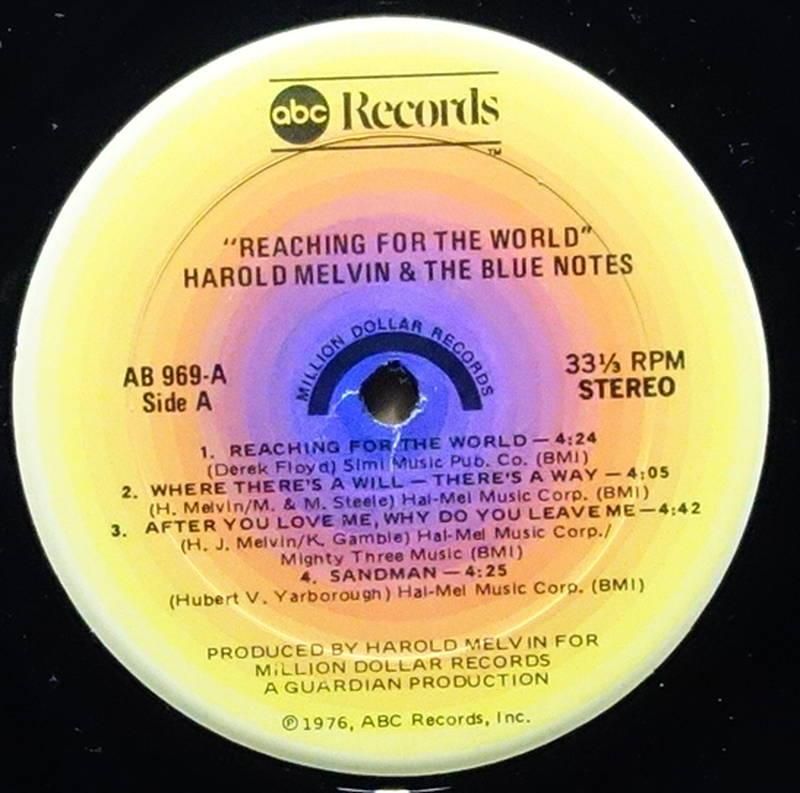 abc Records
TM
"REACHING FOR THE WORLD"
HAROLD MELVIN & THE BLUE NOTES
MILLION DOLLAR RECORDS
AB 969-A
Side A
33⅓ RPM
STEREO
1. REACHING FOR THE WORLD — 4:24
(Derek Floyd) Simi Music Pub. Co. (BMI)
2. WHERE THERE'S A WILL — THERE'S A WAY — 4:05
(H. Melvin/M. & M. Steele) Hal-Mel Music Corp. (BMI)
3. AFTER YOU LOVE ME, WHY DO YOU LEAVE ME — 4:42
(H. J. Melvin/K. Gamble) Hal-Mel Music Corp./
Mighty Three Music (BMI)
4. SANDMAN — 4:25
(Hubert V. Yarborough) Hal-Mel Music Corp. (BMI)
PRODUCED BY HAROLD MELVIN FOR
MILLION DOLLAR RECORDS
A GUARDIAN PRODUCTION
℗1976, ABC Records, Inc.